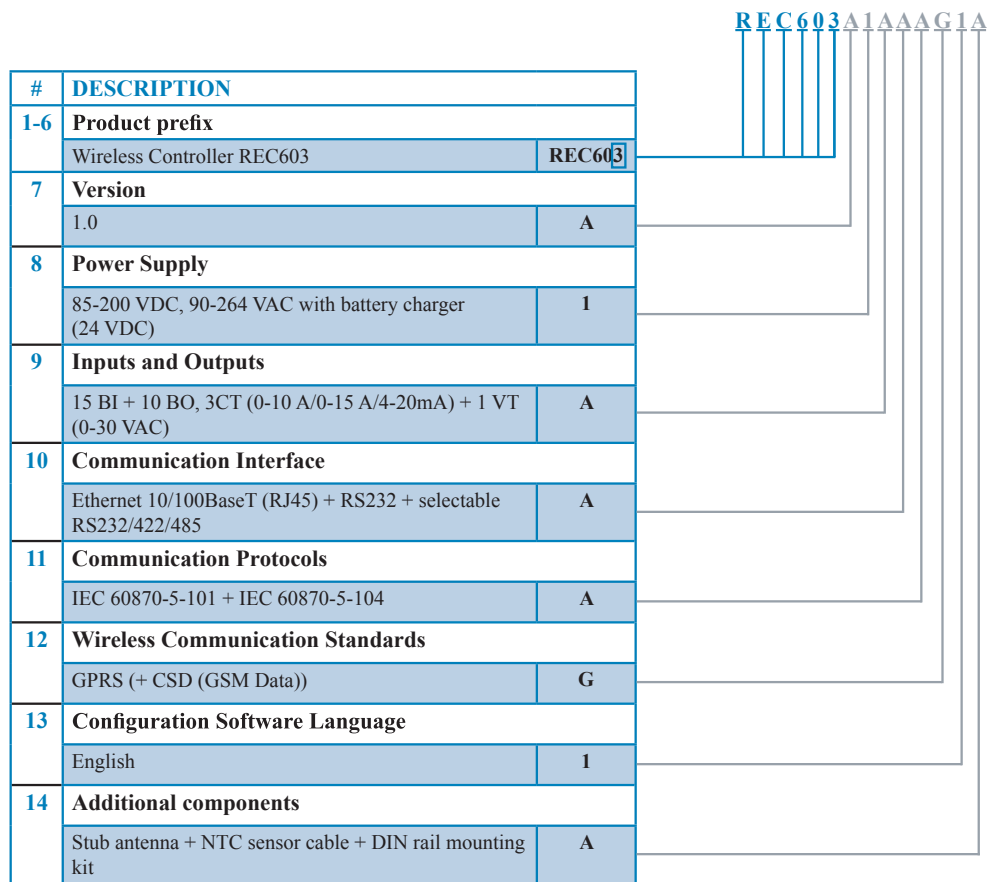 REC603A1AAAG1A
# DESCRIPTION
1-6 Product prefix
Wireless Controller REC603 REC603
7 Version
1.0 A
8 Power Supply
85-200 VDC, 90-264 VAC with battery charger 1
(24 VDC)
9 Inputs and Outputs
15 BI + 10 BO, 3CT (0-10 A/0-15 A/4-20mA) + 1 VT A
(0-30 VAC)
10 Communication Interface
Ethernet 10/100BaseT (RJ45) + RS232 + selectable A
RS232/422/485
11 Communication Protocols
IEC 60870-5-101 + IEC 60870-5-104 A
12 Wireless Communication Standards
GPRS (+ CSD (GSM Data)) G
13 Configuration Software Language
English 1
14 Additional components
Stub antenna + NTC sensor cable + DIN rail mounting A
kit